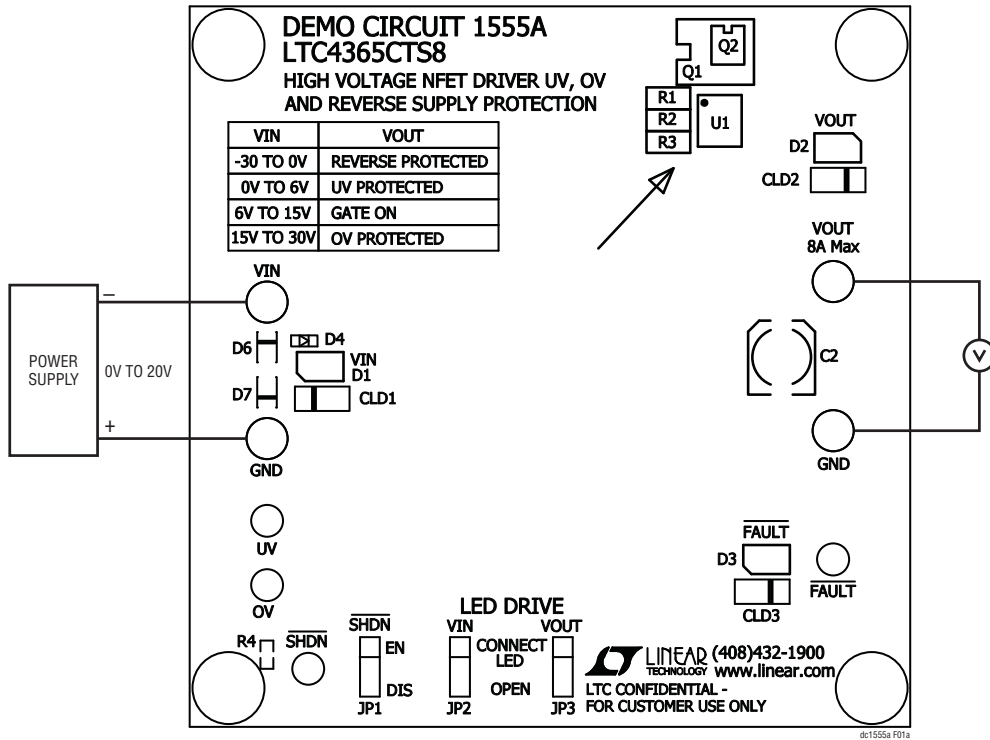 DEMO CIRCUIT 1555A
LTC4365CTS8
HIGH VOLTAGE NFET DRIVER UV, OV
AND REVERSE SUPPLY PROTECTION
VIN VOUT
-30 TO 0V REVERSE PROTECTED
0V TO 6V UV PROTECTED
6V TO 15V GATE ON
15V TO 30V OV PROTECTED
Q2
Q1
R1
R2
R3
U1
VOUT
D2
CLD2
VOUT
8A Max
VIN
–
POWER
SUPPLY
0V TO 20V
+
D6
D4
VIN
D1
D7
CLD1
GND
C2
V
GND
UV
OV
R4
SHDN
FAULT
D3
FAULT
CLD3
LED DRIVE
SHDN
EN
DIS
JP1
VIN
CONNECT
LED
OPEN
JP2
VOUT
JP3
LINEAR
TECHNOLOGY
(408)432-1900
www.linear.com
LTC CONFIDENTIAL -
FOR CUSTOMER USE ONLY
dc1555a F01a